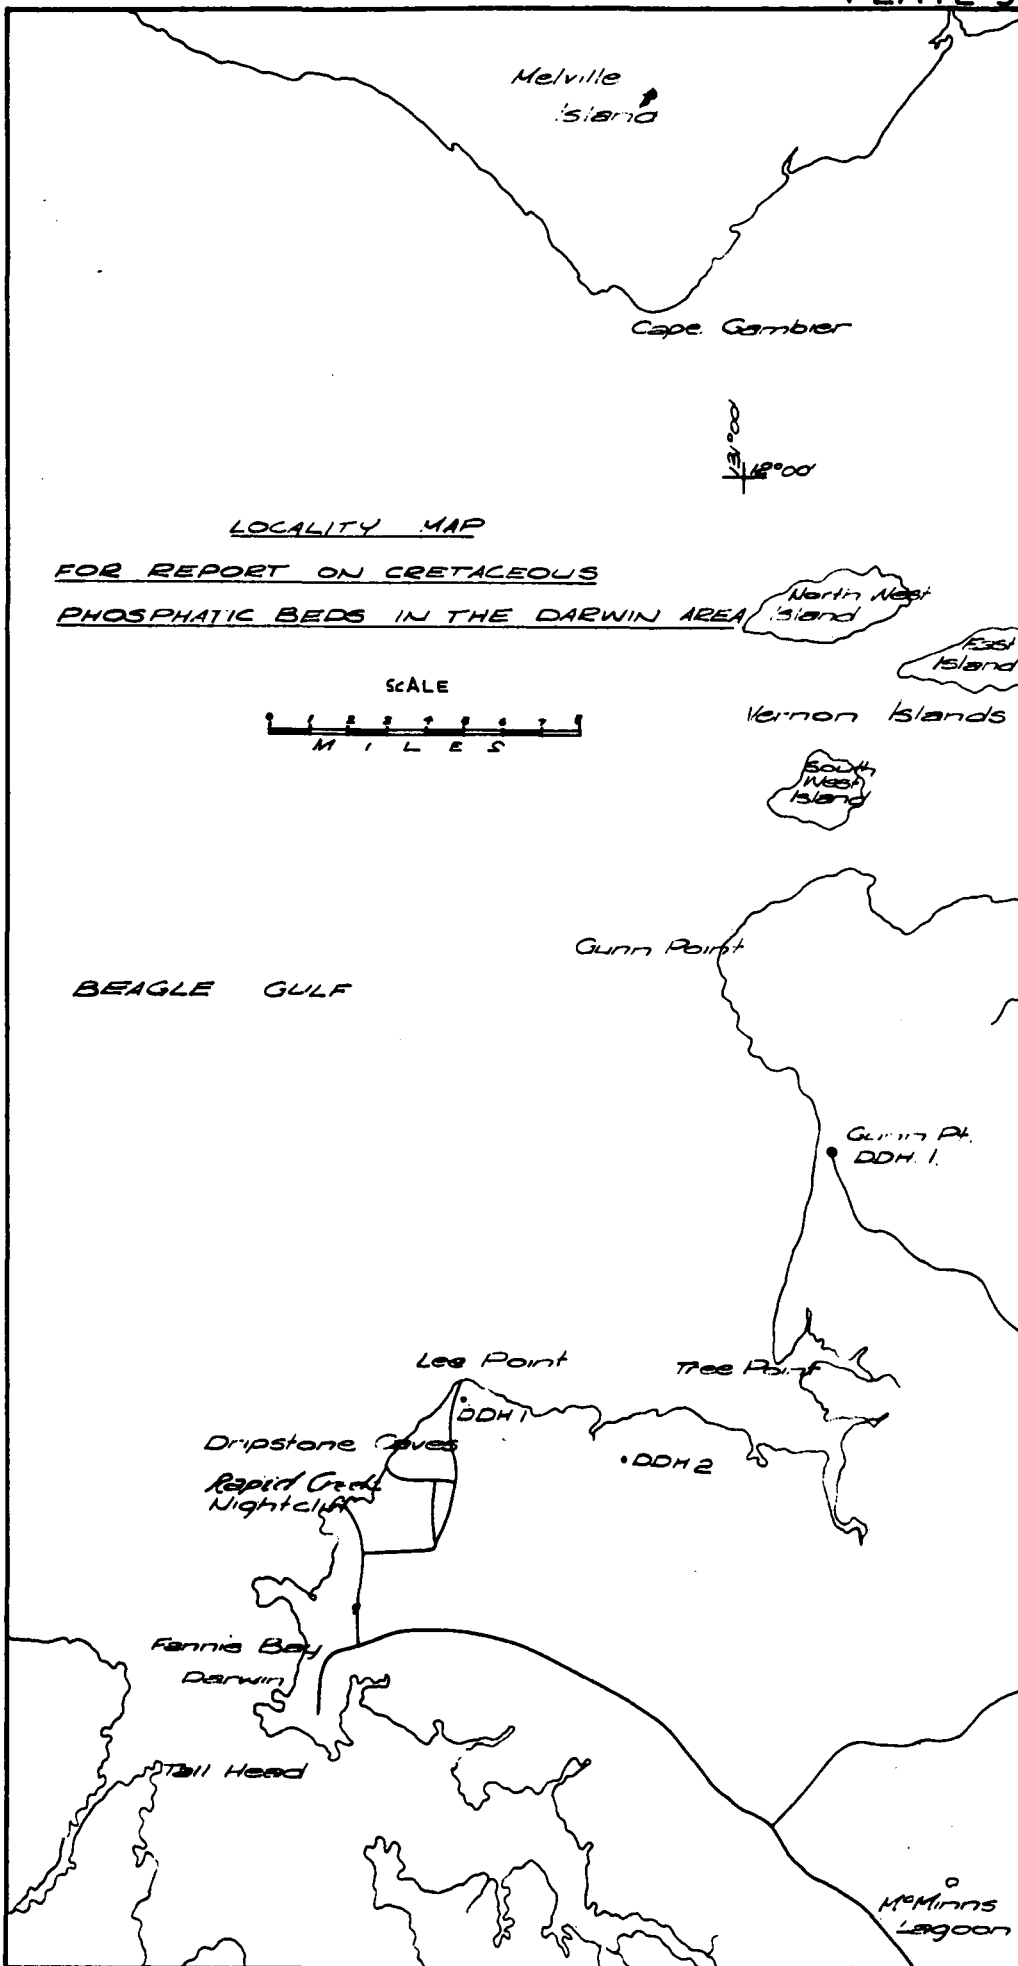 Melville
Island
Cape Gambier
131°00'
12°00'
LOCALITY MAP
FOR REPORT ON CRETACEOUS
PHOSPHATIC BEDS IN THE DARWIN AREA
North West
Island
East
Island
SCALE
0 1 2 3 4 5 6 7 8
MILES
Vernon Islands
South
West
Island
Gunn Point
BEAGLE GULF
Gunn Pt.
DDH. 1.
Lee Point
Tree Point
DDH 1
Dripstone Caves
DDH 2
Rapid Creek
Nightcliff
Fannie Bay
Darwin
Tall Head
McMinns
Lagoon